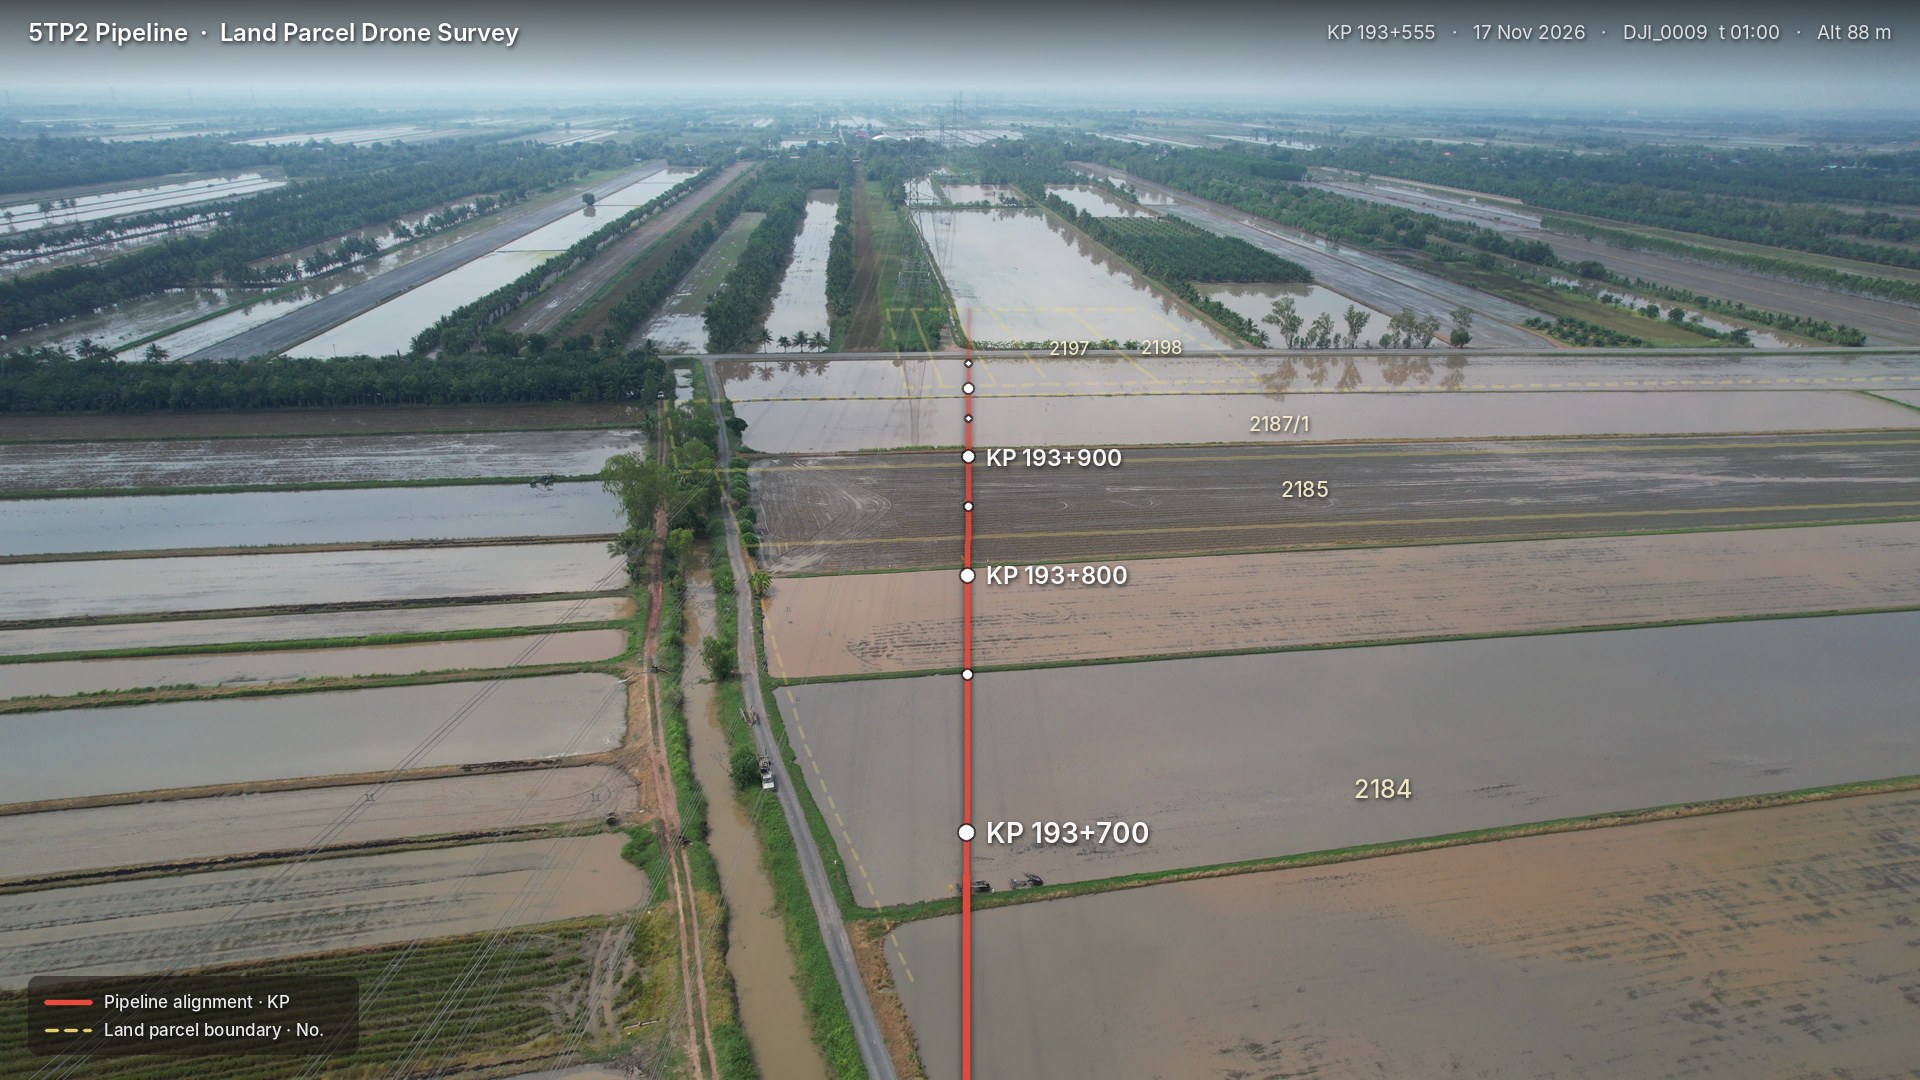 5TP2 Pipeline · Land Parcel Drone Survey
KP 193+555 · 17 Nov 2026 · DJI_0009 t 01:00 · Alt 88 m
2197 2198
2187/1
KP 193+900
2185
KP 193+800
2184
KP 193+700
Pipeline alignment · KP
Land parcel boundary · No.